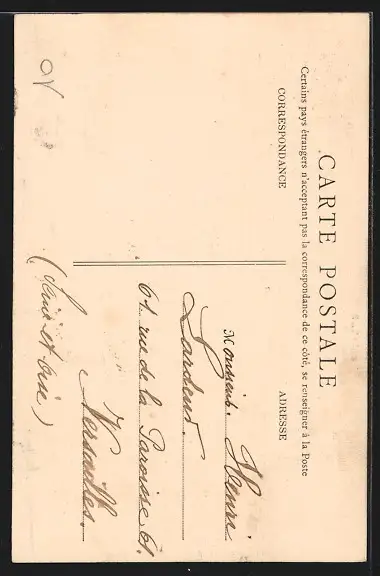 CARTE POSTALE
Certains pays étrangers n'acceptant pas la correspondance de ce côté, se renseigner à la Poste
CORRESPONDANCE
ADRESSE
Monsieur. Henri
Lardent.
61 rue de la Paroisse 61.
Versailles.
(Seine et Oise)